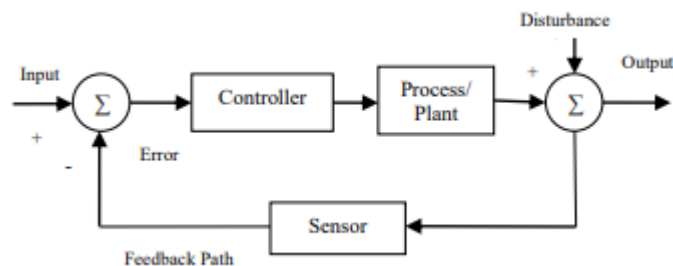 Disturbance
Input
+
Output
Σ
Controller
Process/
Plant
Σ
+
-
Error
Sensor
Feedback Path